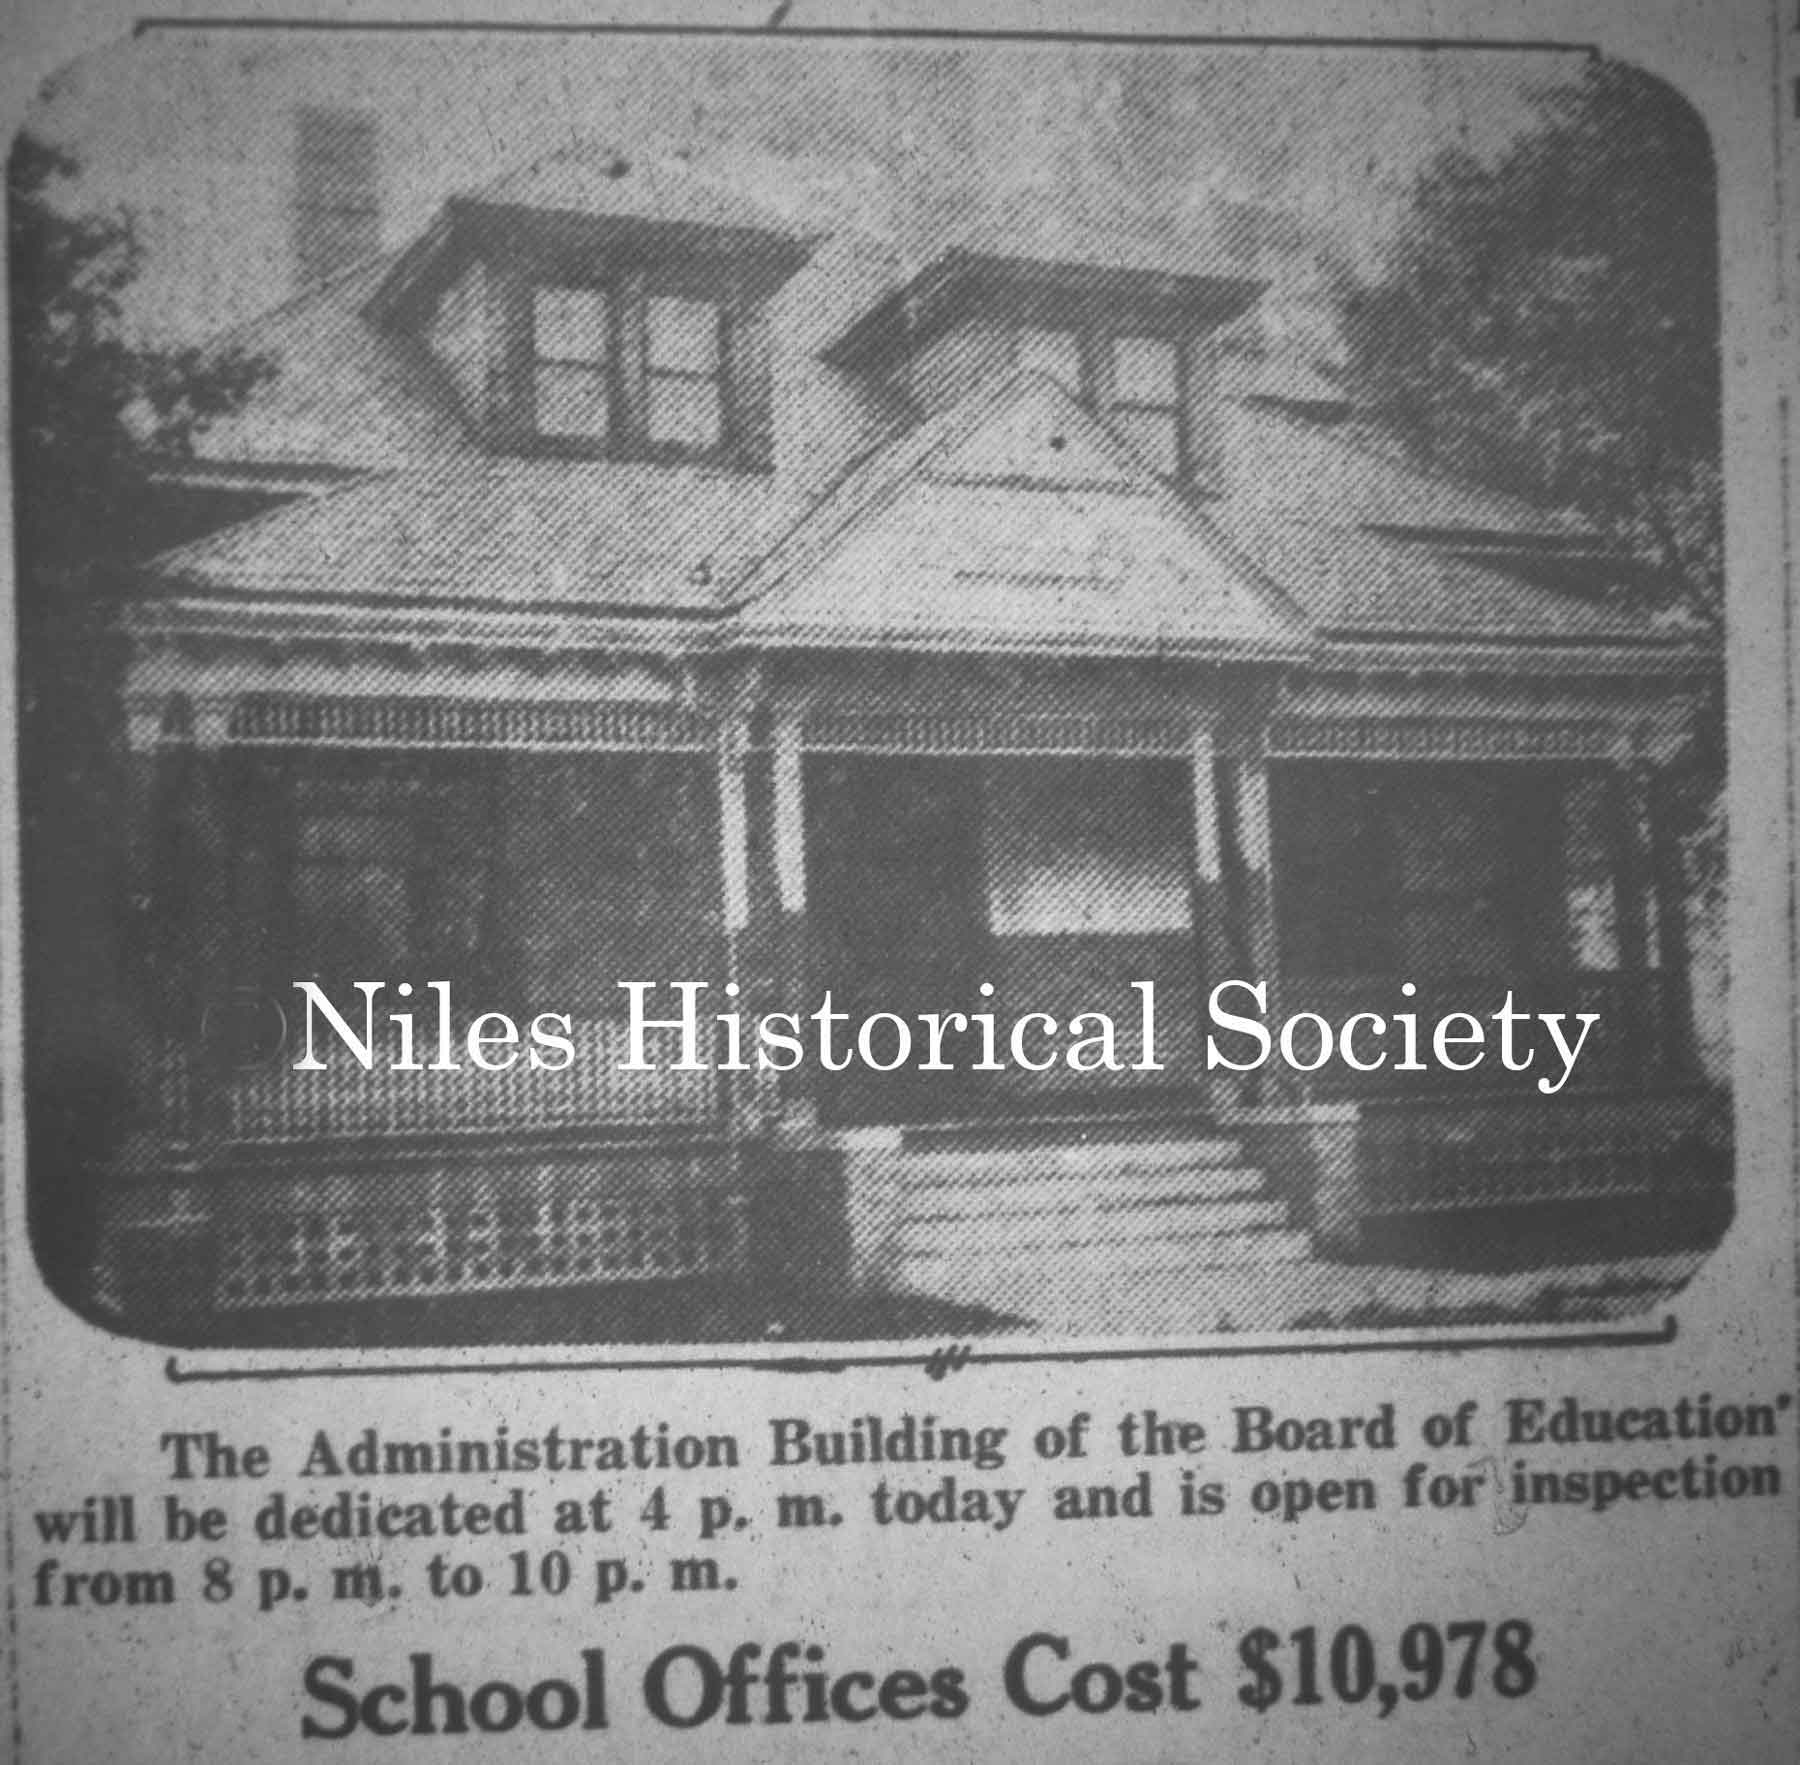 Niles Historical Society
The Administration Building of the Board of Education
will be dedicated at 4 p. m. today and is open for inspection
from 8 p. m. to 10 p. m.
School Offices Cost $10,978